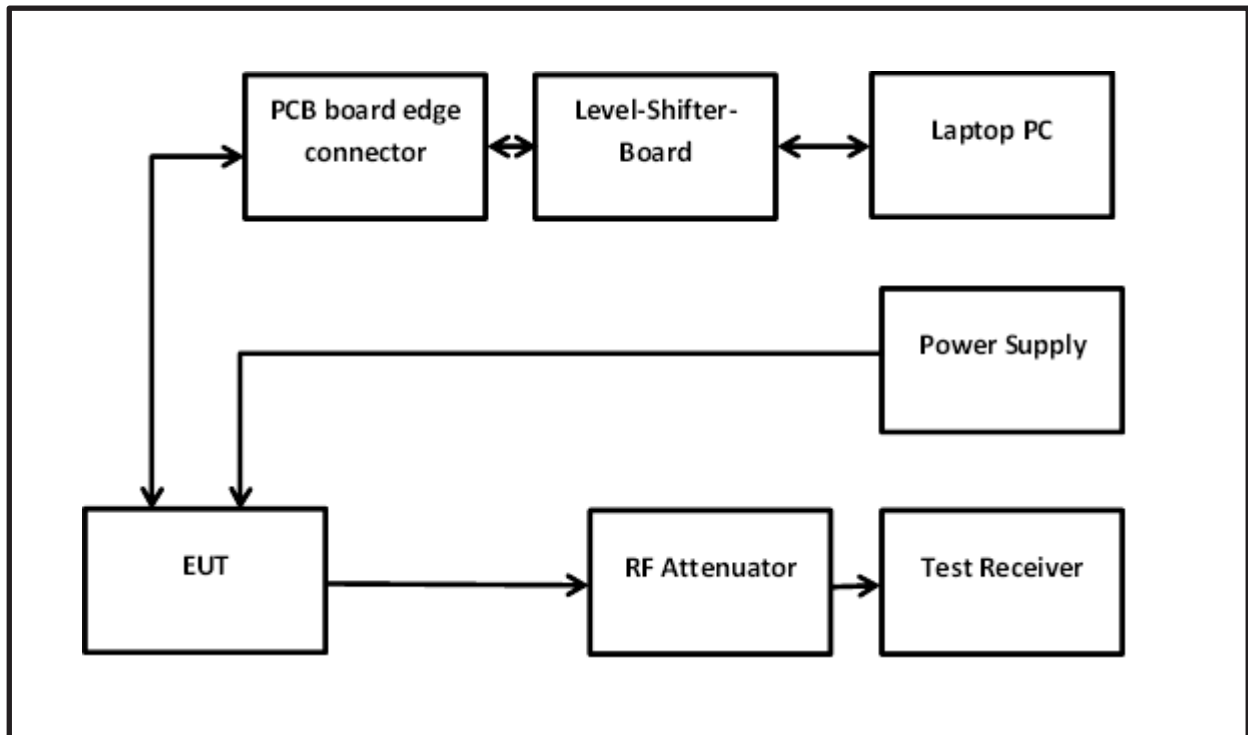 PCB board edge
connector
Level-Shifter-
Board
Laptop PC
Power Supply
EUT
RF Attenuator
Test Receiver